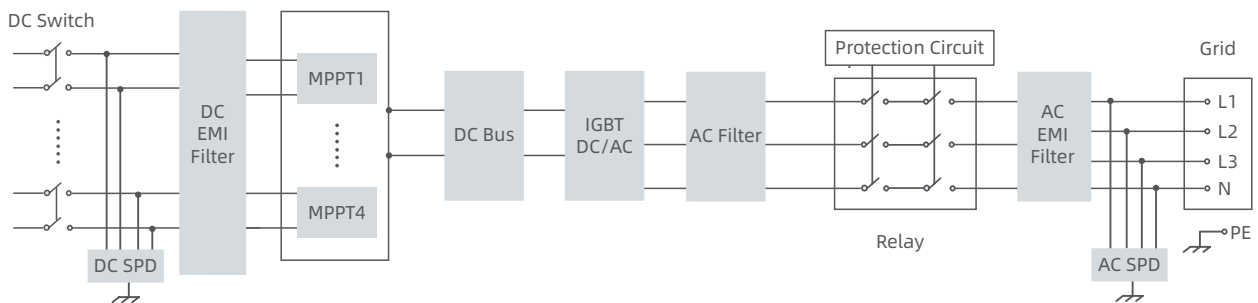 DC Switch
DC
EMI
Filter
MPPT1
MPPT4
DC SPD
DC Bus
IGBT
DC/AC
AC Filter
Protection Circuit
Relay
AC
EMI
Filter
Grid
L1
L2
L3
N
PE
AC SPD